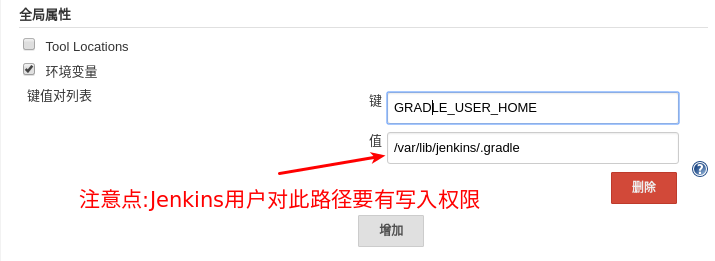 全局属性
Tool Locations
环境变量
键值对列表
键
GRADLE_USER_HOME
值
/var/lib/jenkins/.gradle
?
删除
注意点:Jenkins用户对此路径要有写入权限
增加